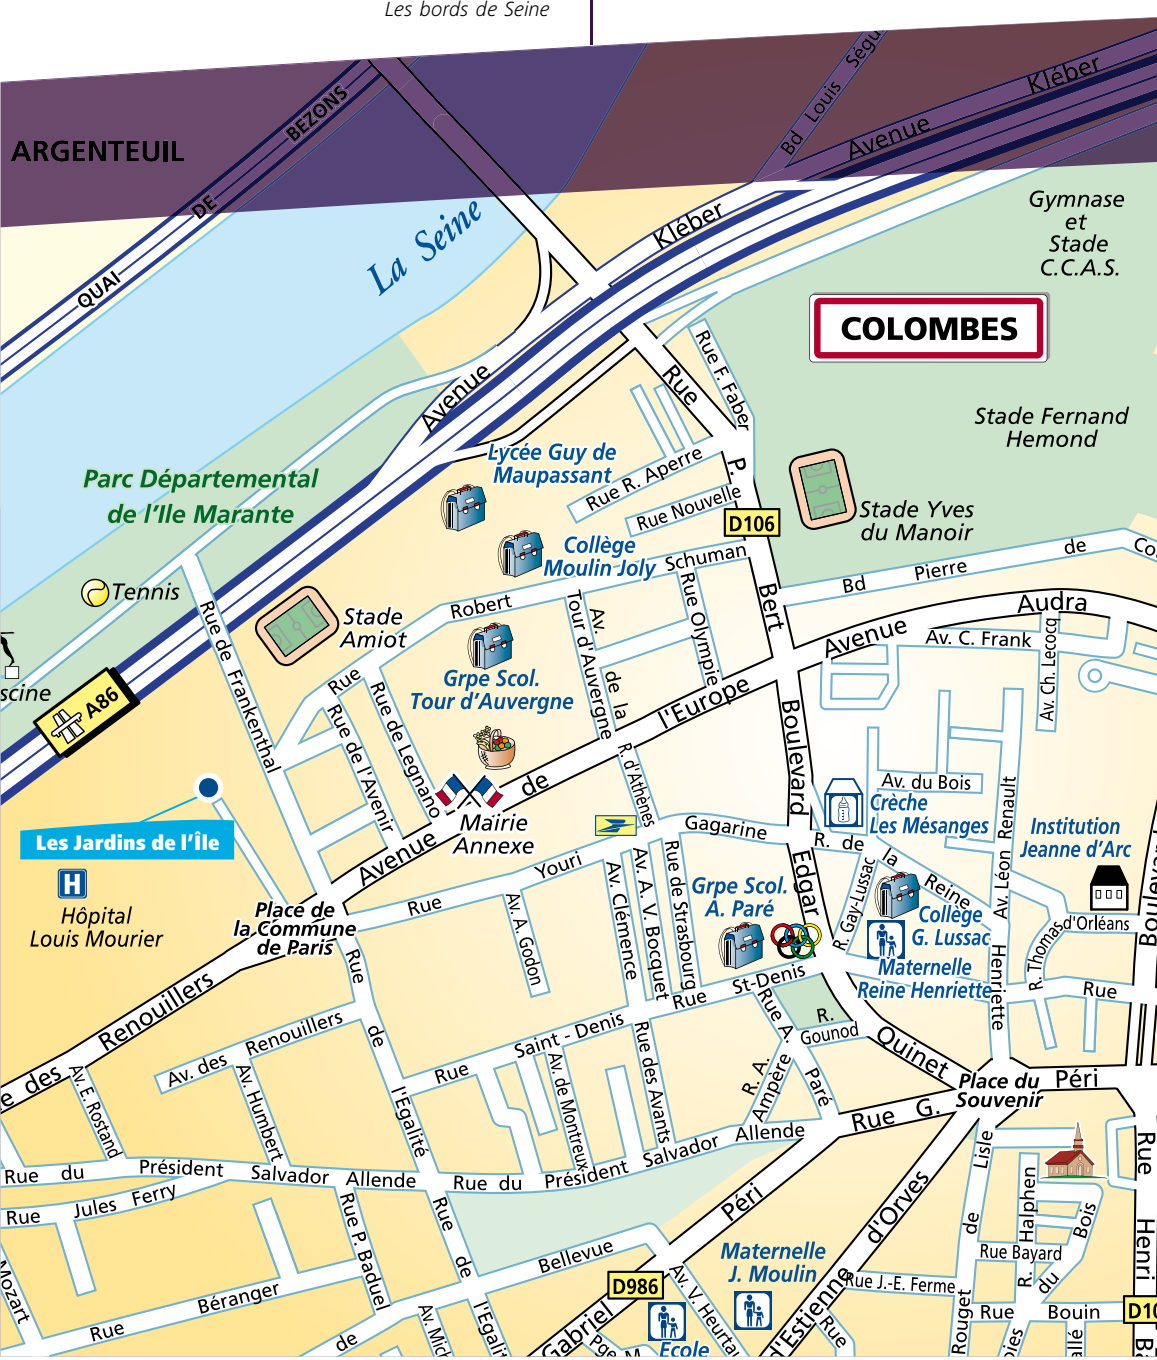 Les bords de Seine
Bd Louis Ségu
Kléber
Avenue
ARGENTEUIL
QUAI DE BEZONS
La Seine
Kléber
Avenue
Gymnase
et
Stade
C.C.A.S.
COLOMBES
Rue F. Faber
Rue
P.
Bert
Stade Fernand
Hemond
Lycée Guy de
Maupassant
Rue R. Aperre
Rue Nouvelle
D106
Stade Yves
du Manoir
Parc Départemental
de l'Ile Marante
Collège
Moulin Joly
Robert Schuman
Bd Pierre de Co
Tennis
Stade
Amiot
Rue de Frankenthal
Tour d'Auvergne
Av. de la
Rue Olympie
Audra
Avenue
Av. C. Frank
Av. Ch. Lecocq
scine
A86
Grpe Scol.
Tour d'Auvergne
Rue
Rue de l'Avenir
Rue de Legnano
Avenue de l'Europe
Boulevard
Edgar
Quinet
R. d'Athènes
Av. du Bois
Crèche
Les Mésanges
Av. Léon Renault
Institution
Jeanne d'Arc
Les Jardins de l'Île
H
Hôpital
Louis Mourier
Mairie
Annexe
Rue Youri Gagarine
R. de la Reine
Henriette
R. Gay-Lussac
Place de
la Commune
de Paris
Av. A. Godon
Av. Clémence
Av. A. V. Bocquet
Rue de Strasbourg
Grpe Scol.
A. Paré
Collège
G. Lussac
Maternelle
Reine Henriette
R. Thomas d'Orléans
Rue
e des Renouillers
Av. des Renouillers
Rue de l'Egalité
Rue Saint - Denis
Rue St-Denis
R.
Gounod
Rue A.
Paré
R. A.
Ampère
Av. E. Rostand
Av. Humbert
Av. de Montreux
Rue des Avants
Place du
Souvenir
Péri
Rue G.
Rue du Président Salvador Allende
Rue du Président Salvador Allende
Rue Jules Ferry
Rue P. Baduel
Rue de l'Egalit
Mozart
Rue Béranger
de Bellevue
Av. Mic
Péri
Gabriel
D986
Av. V. Heurta
Maternelle
J. Moulin
Ecole
d'Estienne d'Orves
Rue J.-E. Ferme
Rue
Rouget de Lisle
R. Halphen
Rue Bayard
du Bois
Rue Bouin
Rue Henri Ba
D10